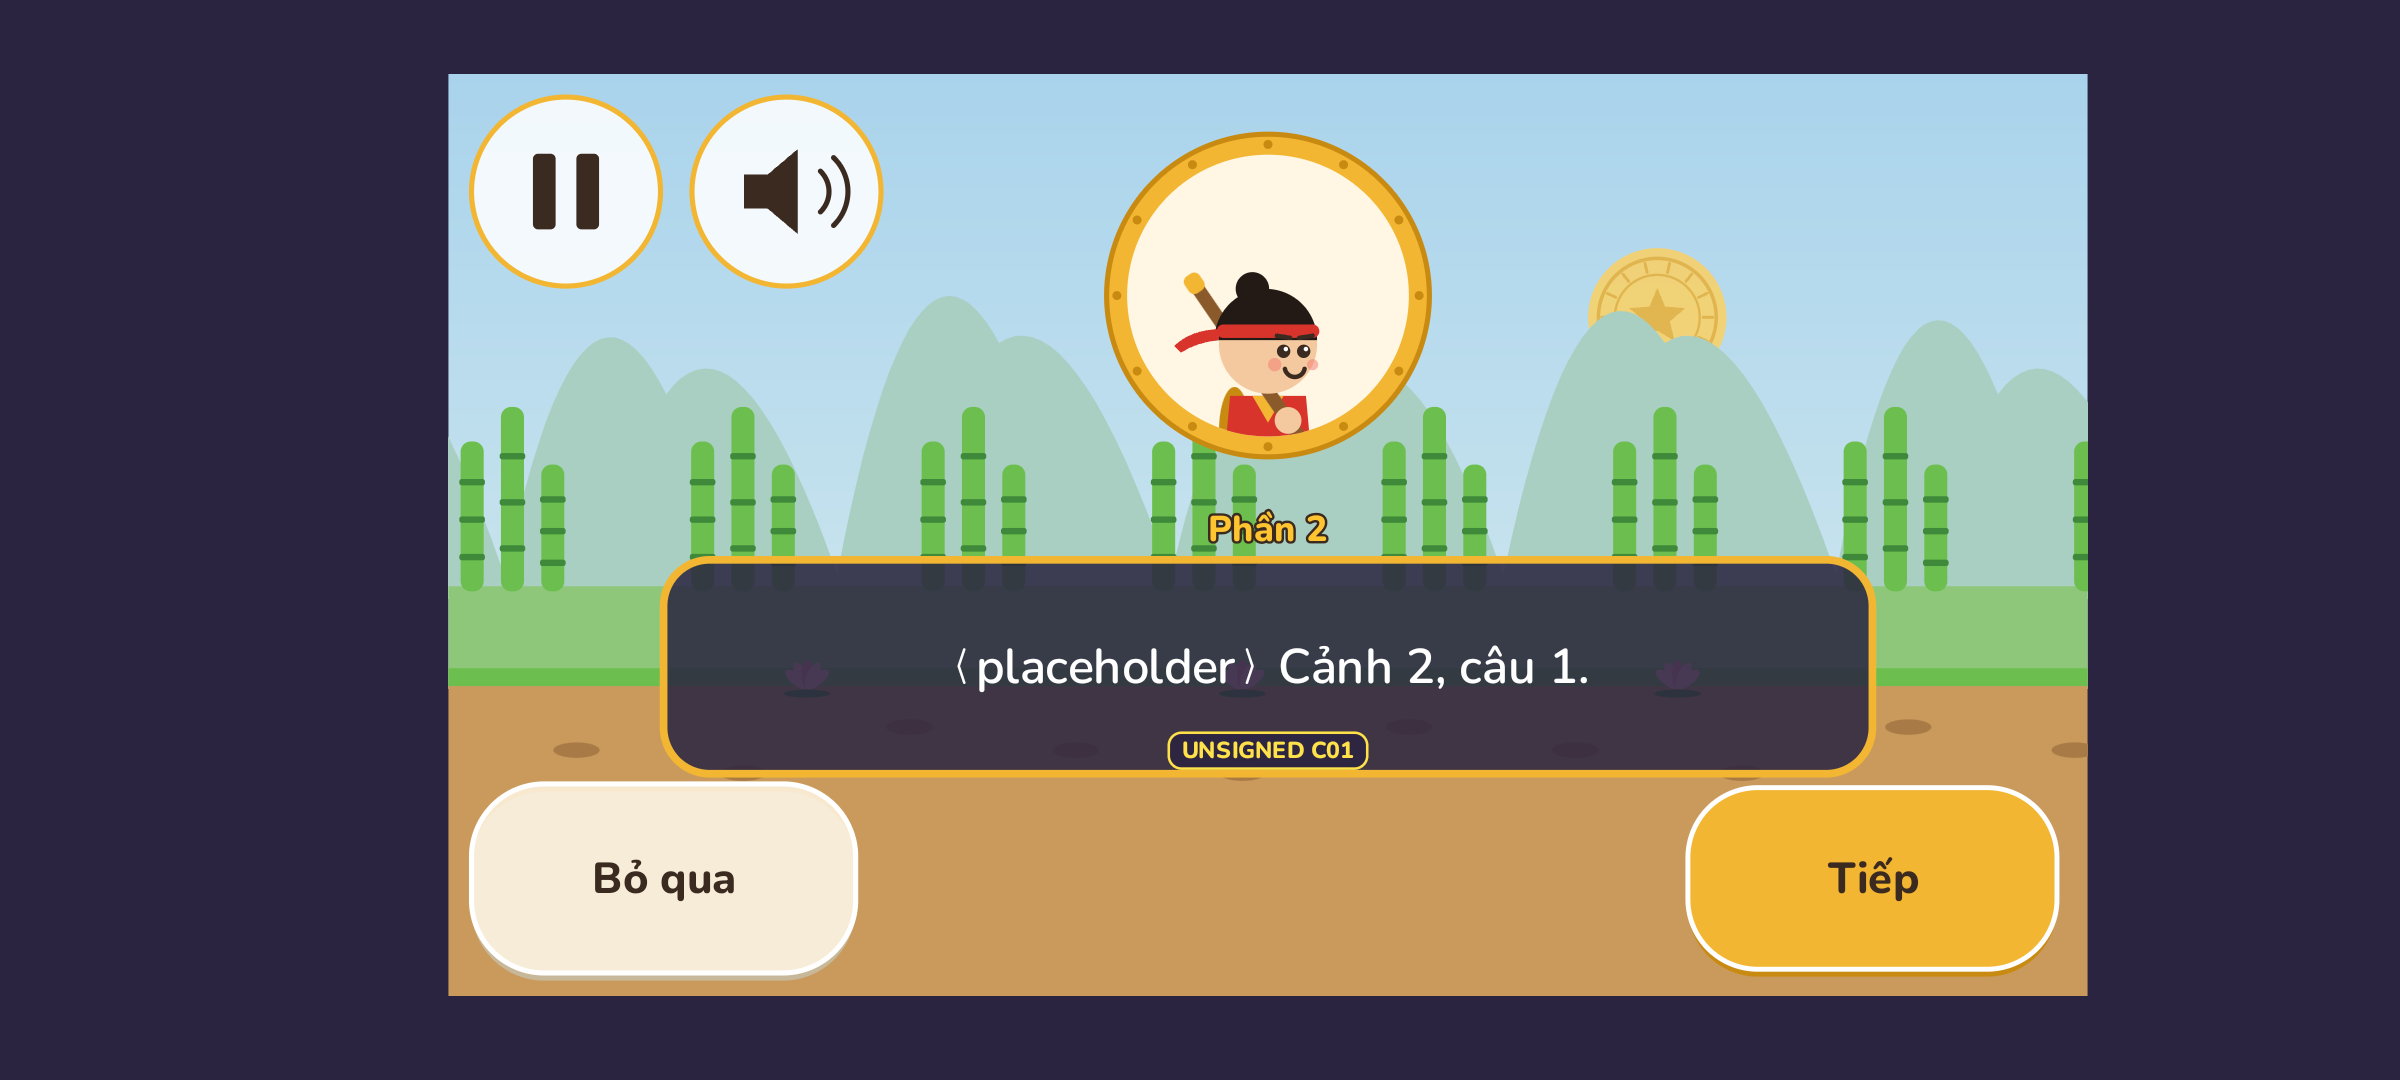 Phần 2
⟨placeholder⟩ Cảnh 2, câu 1.
UNSIGNED C01
Bỏ qua
Tiếp